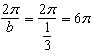 2π/b = 2π/(1/3) = 6π